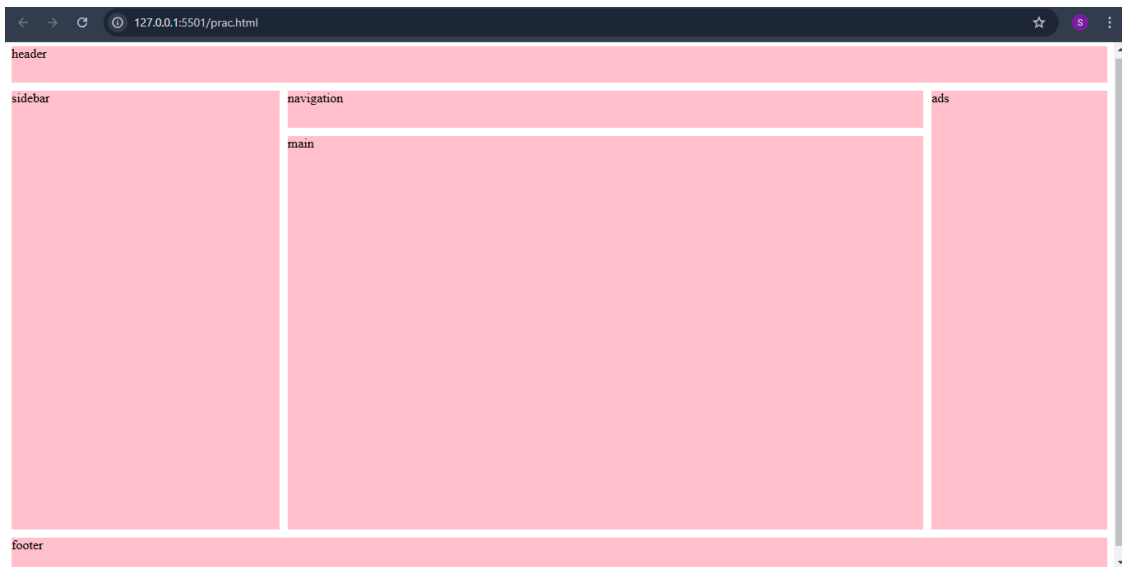 127.0.0.1:5501/prac.html
S
header
sidebar
navigation
ads
main
footer